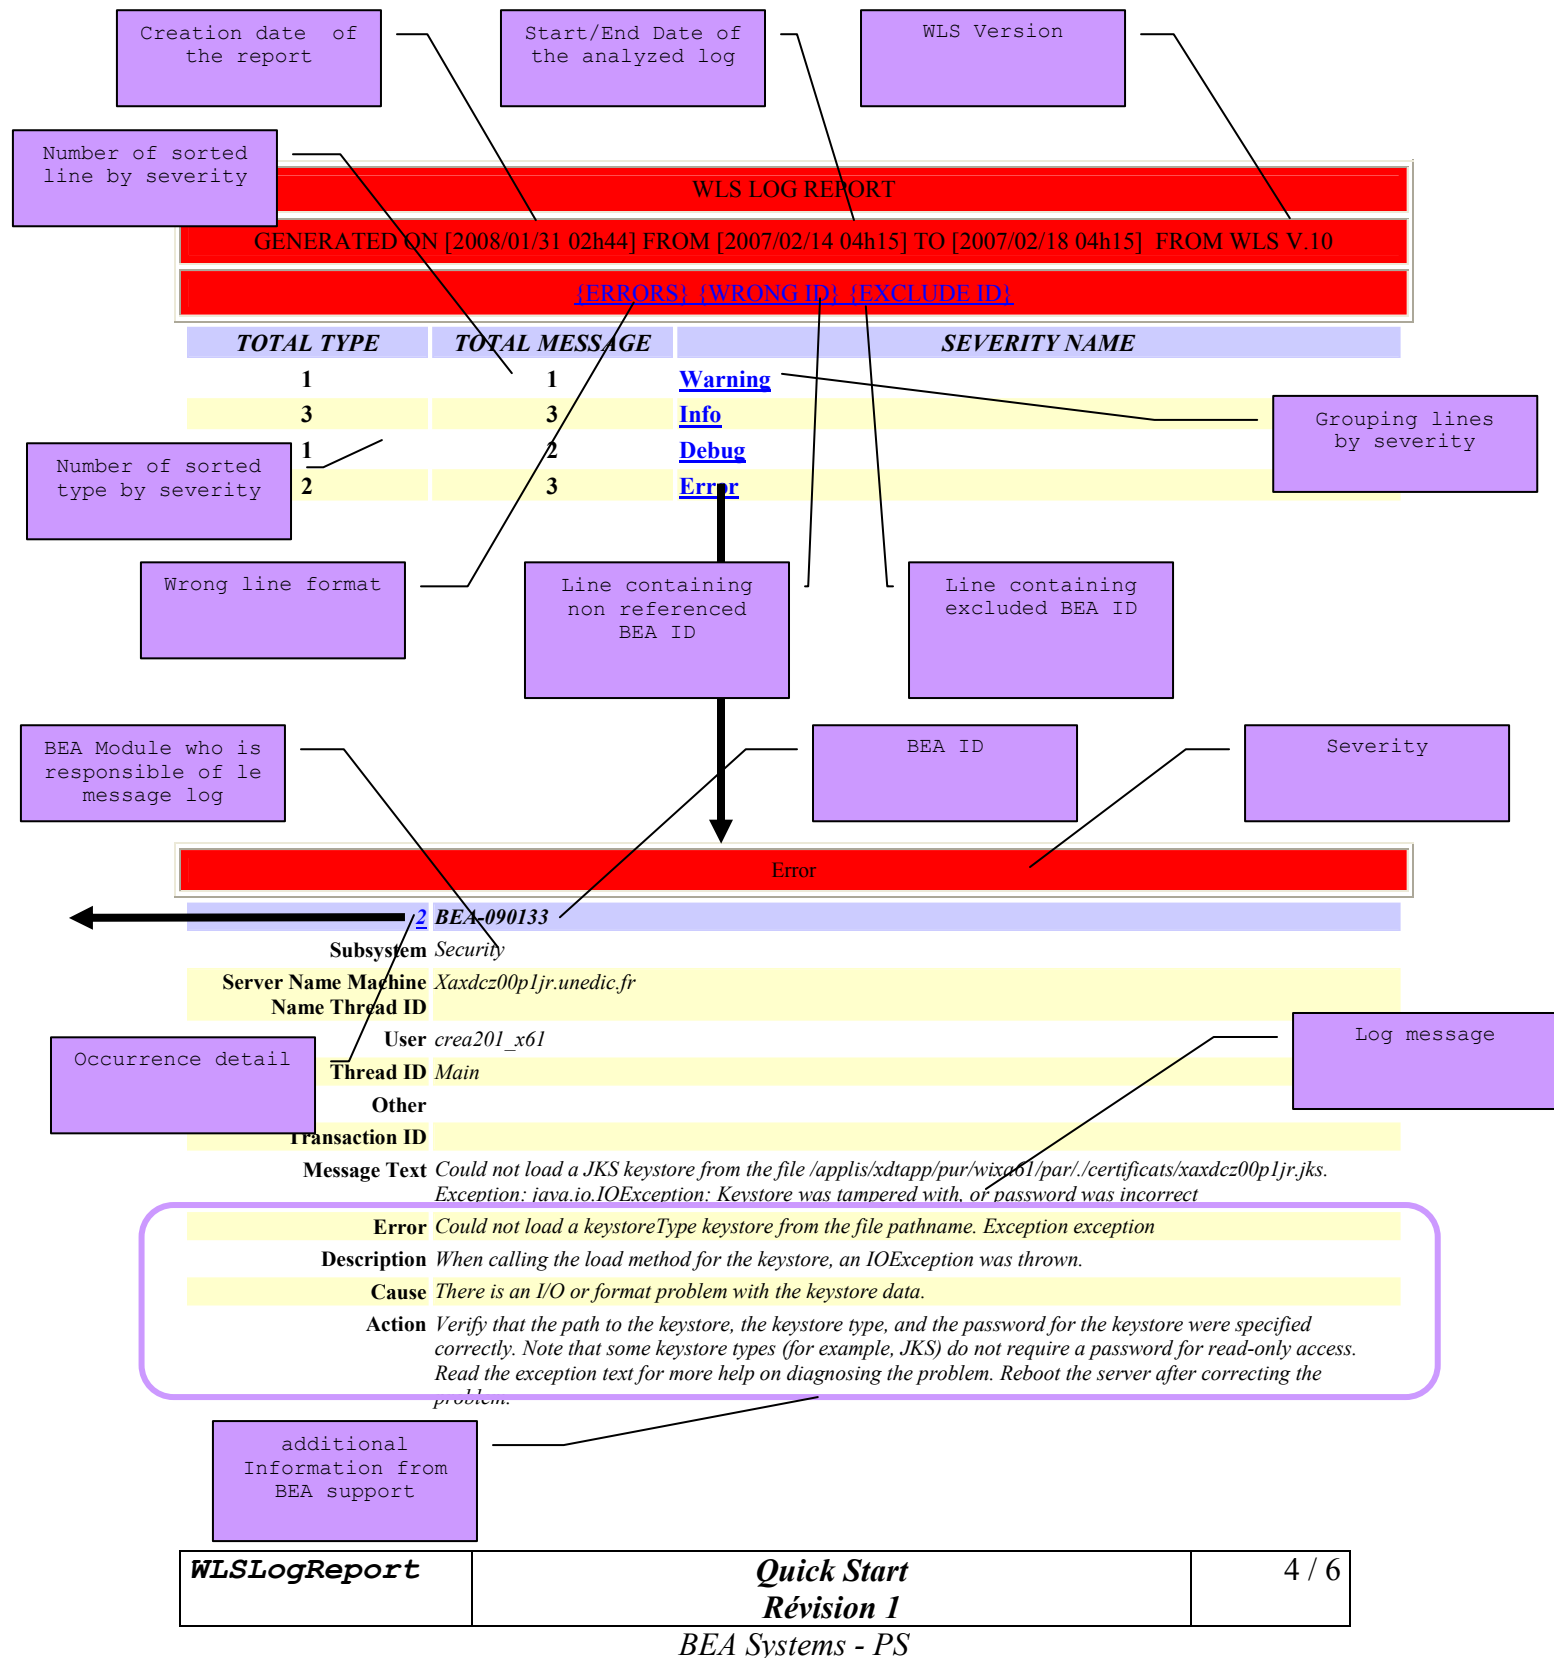 Creation date of
the report
Start/End Date of
the analyzed log
WLS Version
Number of sorted
line by severity
WLS LOG REPORT
GENERATED ON [2008/01/31 02h44] FROM [2007/02/14 04h15] TO [2007/02/18 04h15] FROM WLS V.10
{ERRORS} {WRONG ID} {EXCLUDE ID}
TOTAL TYPE TOTAL MESSAGE SEVERITY NAME
1 1 Warning
3 3 Info
1 2 Debug
2 3 Error
Grouping lines
by severity
Number of sorted
type by severity
Wrong line format
Line containing
non referenced
BEA ID
Line containing
excluded BEA ID
BEA Module who is
responsible of le
message log
BEA ID
Severity
Error
2 BEA-090133
Subsystem Security
Server Name Machine Xaxdcz00p1jr.unedic.fr
Name Thread ID
User crea201_x61
Thread ID Main
Other
Transaction ID
Occurrence detail
Log message
Message Text Could not load a JKS keystore from the file /applis/xdtapp/pur/wixa61/par/./certificats/xaxdcz00p1jr.jks.
Exception: java.io.IOException: Keystore was tampered with, or password was incorrect
Error Could not load a keystoreType keystore from the file pathname. Exception exception
Description When calling the load method for the keystore, an IOException was thrown.
Cause There is an I/O or format problem with the keystore data.
Action Verify that the path to the keystore, the keystore type, and the password for the keystore were specified
correctly. Note that some keystore types (for example, JKS) do not require a password for read-only access.
Read the exception text for more help on diagnosing the problem. Reboot the server after correcting the
problem.
additional
Information from
BEA support
WLSLogReport
Quick Start
Révision 1
4 / 6
BEA Systems - PS